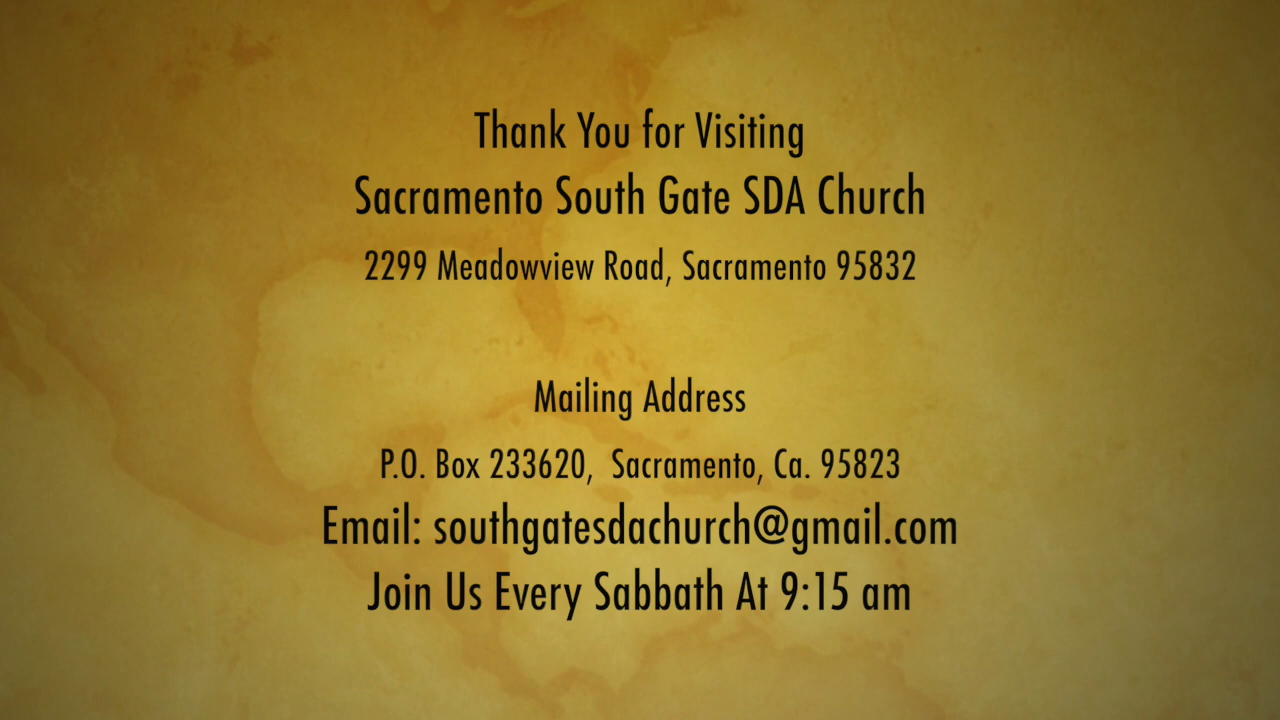 Thank You for Visiting
Sacramento South Gate SDA Church
2299 Meadowview Road, Sacramento 95832
Mailing Address
P.O. Box 233620, Sacramento, Ca. 95823
Email: southgatesdachurch@gmail.com
Join Us Every Sabbath At 9:15 am